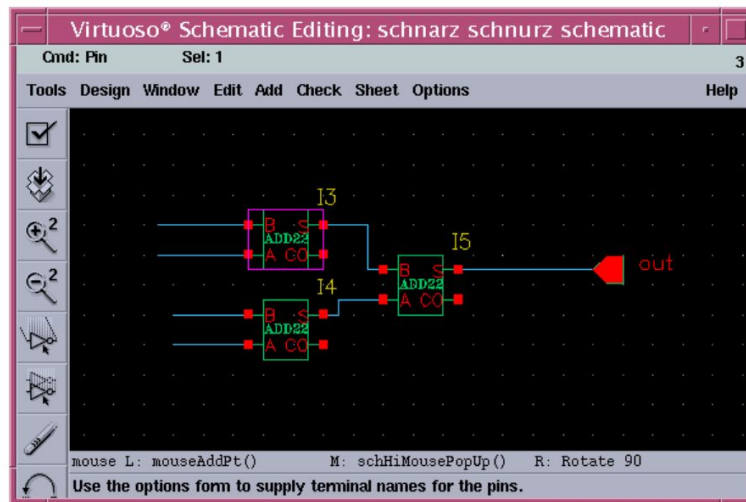 Virtuoso® Schematic Editing: schnarz schnurz schematic
Cmd: Pin Sel: 1 3
Tools Design Window Edit Add Check Sheet Options Help
2
2
I3
B S
ADD22
A CO
I5
B S
ADD22
A CO
out
I4
B S
ADD22
A CO
mouse L: mouseAddPt() M: schHiMousePopUp() R: Rotate 90
Use the options form to supply terminal names for the pins.